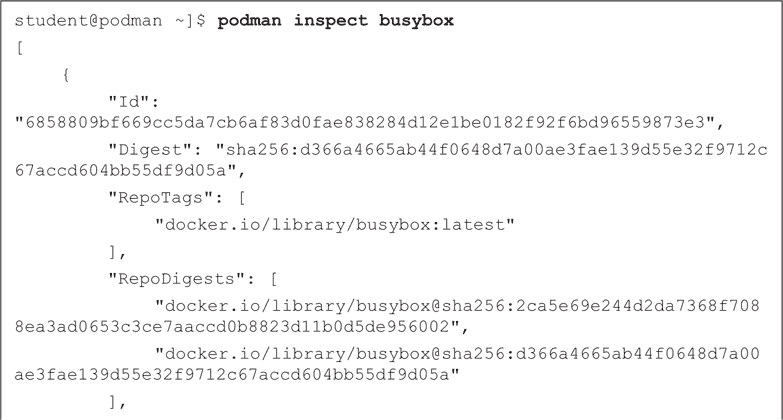 student@podman ~]$ podman inspect busybox
[
{
"Id":
"6858809bf669cc5da7cb6af83d0fae838284d12e1be0182f92f6bd96559873e3",
"Digest": "sha256:d366a4665ab44f0648d7a00ae3fae139d55e32f9712c
67accd604bb55df9d05a",
"RepoTags": [
"docker.io/library/busybox:latest"
],
"RepoDigests": [
"docker.io/library/busybox@sha256:2ca5e69e244d2da7368f708
8ea3ad0653c3ce7aaccd0b8823d11b0d5de956002",
"docker.io/library/busybox@sha256:d366a4665ab44f0648d7a00
ae3fae139d55e32f9712c67accd604bb55df9d05a"
],